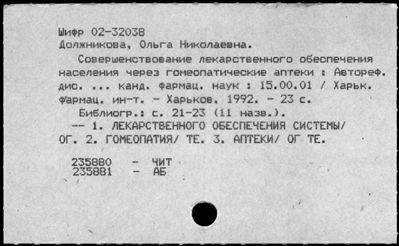 Шифр 02-32038
Должникова, Ольга Николаевна.
Совершенствование лекарственного обеспечения
населения через гомеопатические аптеки : Автореф.
дис. ... канд. фармац. наук : 15.00.01 / Харьк.
фармац. ин-т. - Харьков, 1992. - 23 с.
Библиогр.: с. 21-23 (11 назв.).
-- 1. ЛЕКАРСТВЕННОГО ОБЕСПЕЧЕНИЯ СИСТЕМЫ/
ОГ. 2. ГОМЕОПАТИЯ/ ТЕ. 3. АПТЕКИ/ ОГ ТЕ.
235880 - ЧИТ
235881 - АБ